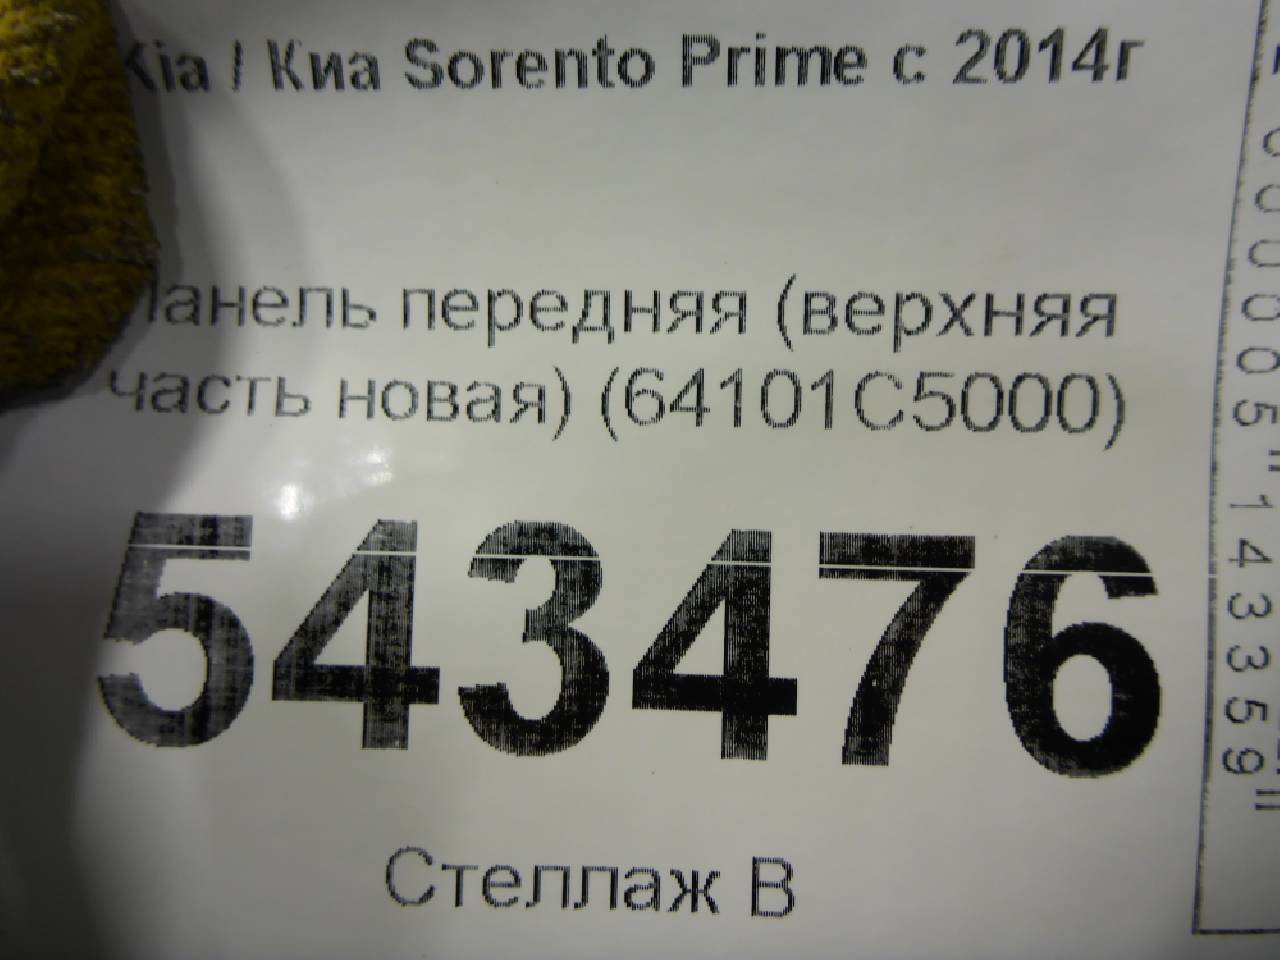 Kia / Киа Sorento Prime с 2014г
Панель передняя (верхняя
часть новая) (64101C5000)
543476
Стеллаж В